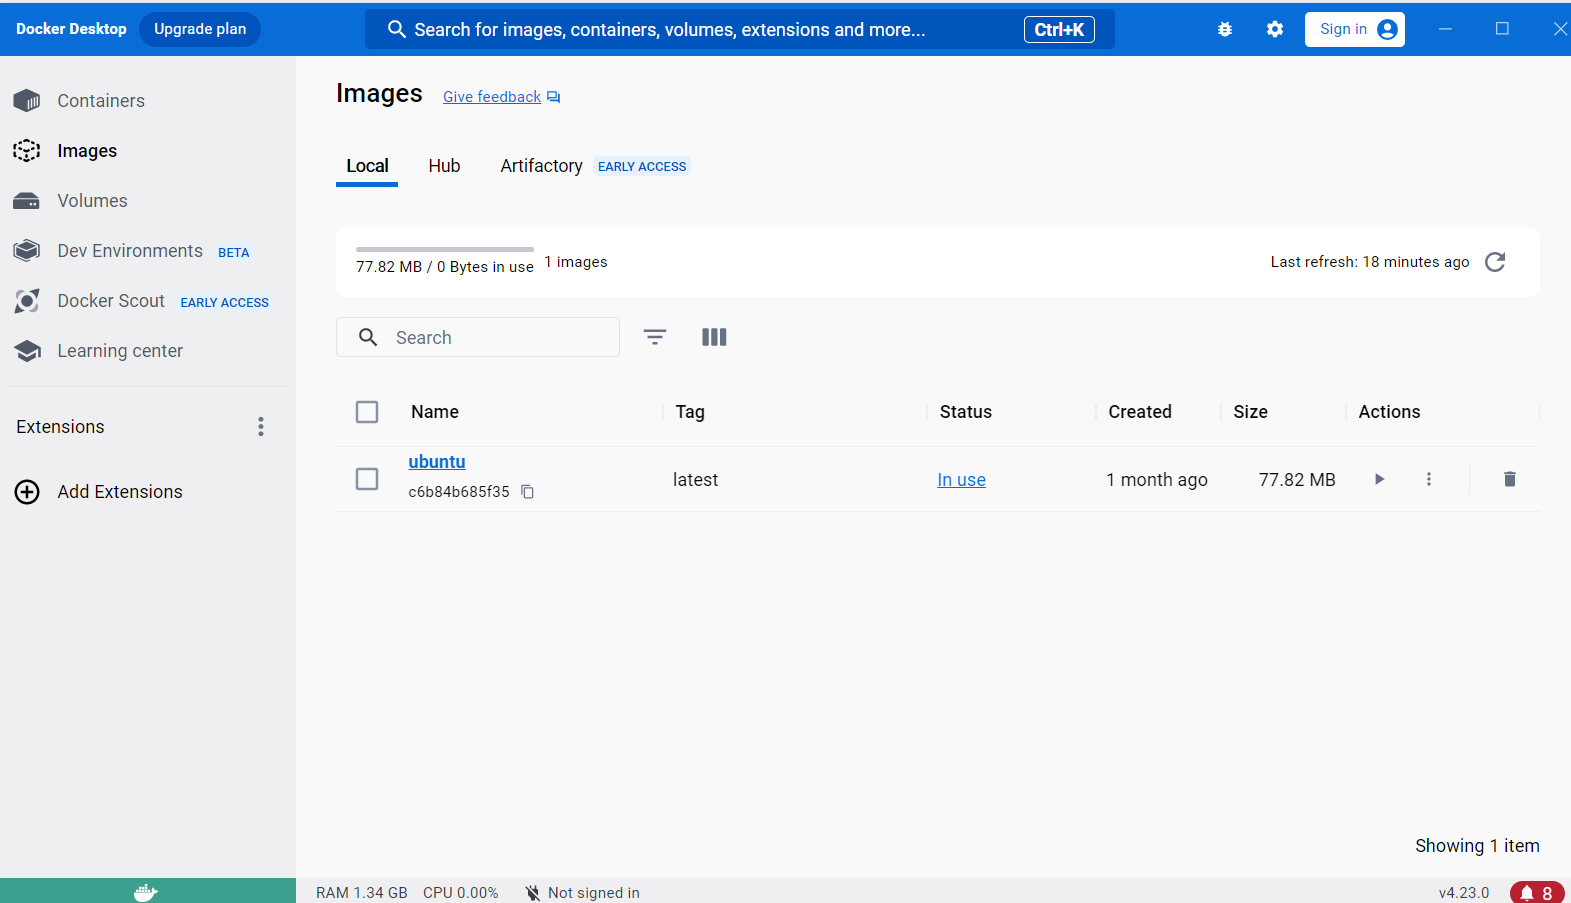 Docker Desktop Upgrade plan Search for images, containers, volumes, extensions and more... Ctrl+K Sign in
Containers
Images
Volumes
Dev Environments BETA
Docker Scout EARLY ACCESS
Learning center
Extensions
Add Extensions
Images Give feedback
Local Hub Artifactory EARLY ACCESS
77.82 MB / 0 Bytes in use 1 images Last refresh: 18 minutes ago
Search
Name Tag Status Created Size Actions
ubuntu
c6b84b685f35 latest In use 1 month ago 77.82 MB
Showing 1 item
RAM 1.34 GB CPU 0.00% Not signed in v4.23.0 8